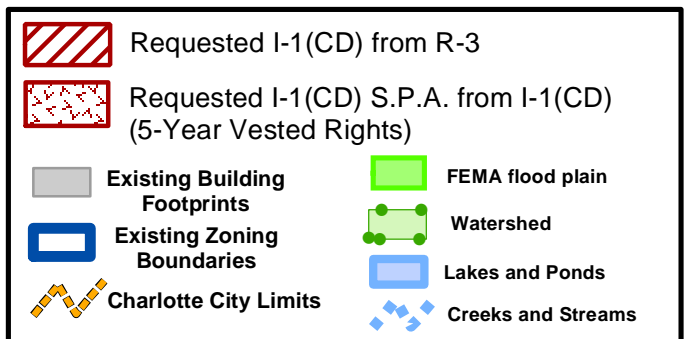 Requested I-1(CD) from R-3
Requested I-1(CD) S.P.A. from I-1(CD)
(5-Year Vested Rights)
Existing Building
Footprints
Existing Zoning
Boundaries
Charlotte City Limits
FEMA flood plain
Watershed
Lakes and Ponds
Creeks and Streams